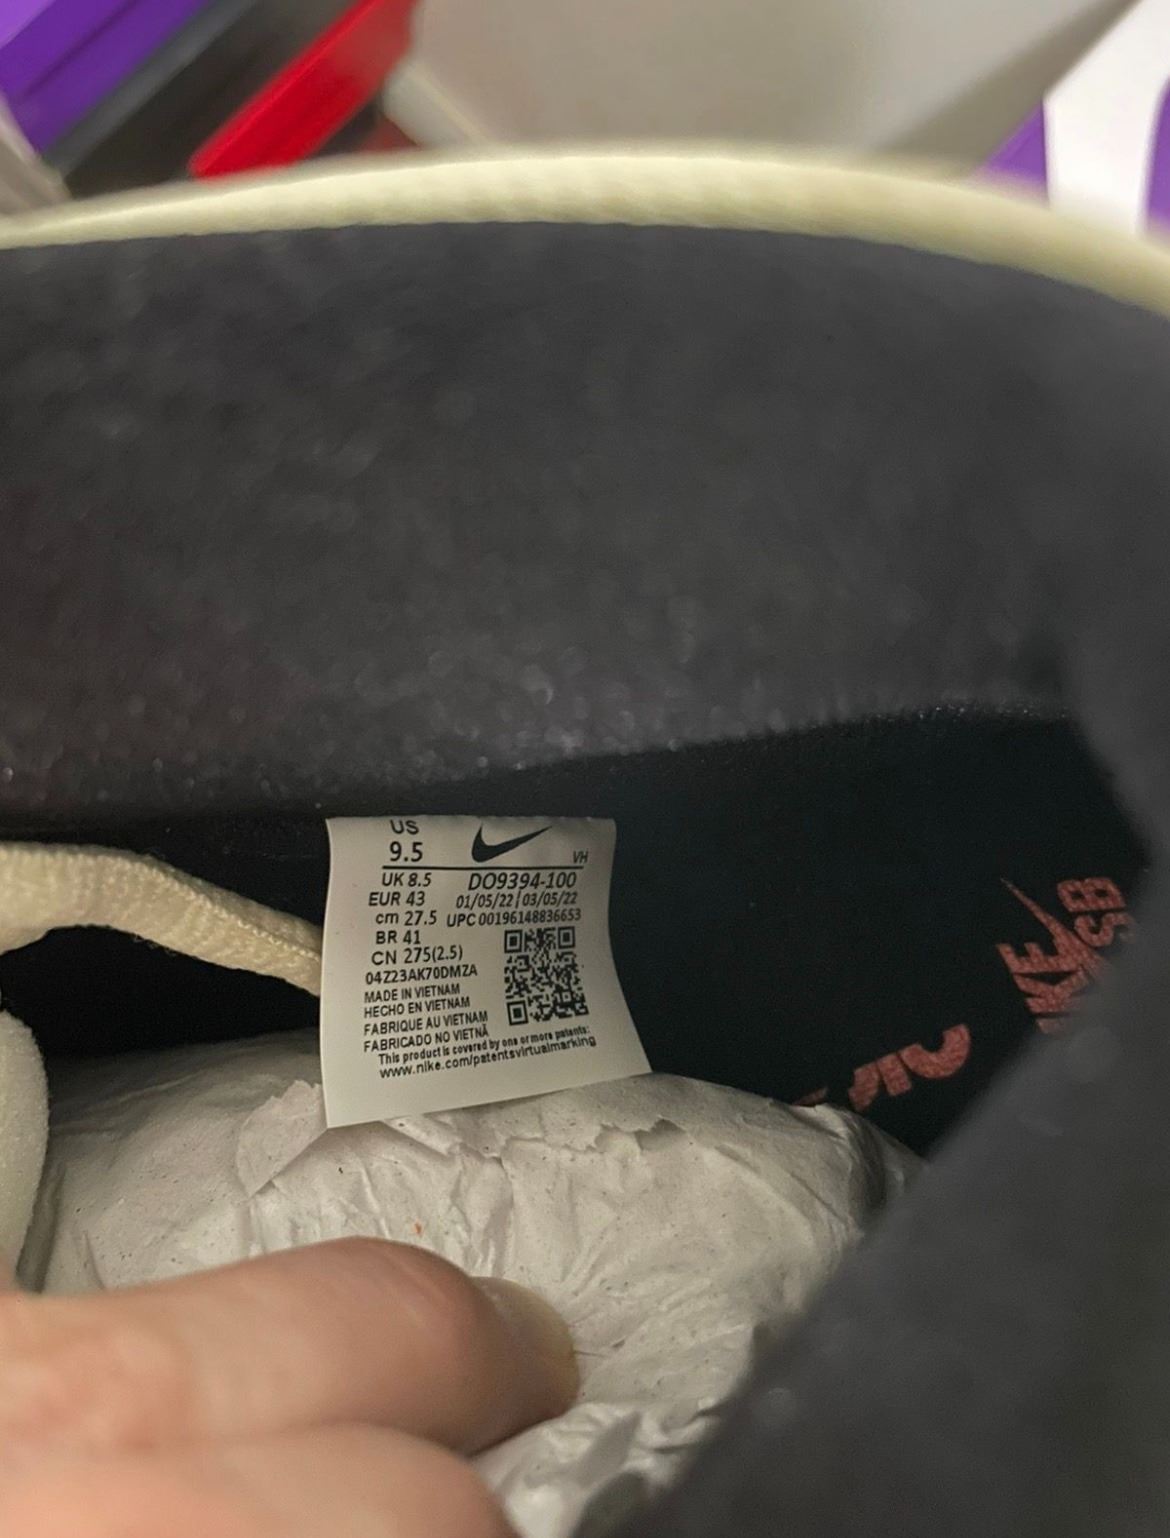 US
9.5
VH
UK 8.5 DO9394-100
EUR 43 01/05/22 | 03/05/22
cm 27.5 UPC 00196148836653
BR 41
CN 275(2.5)
04Z23AK70DMZA
MADE IN VIETNAM
HECHO EN VIETNAM
FABRIQUE AU VIETNAM
FABRICADO NO VIETNÃ
This product is covered by one or more patents:
www.nike.com/patentsvirtualmarking
NIKE
SB